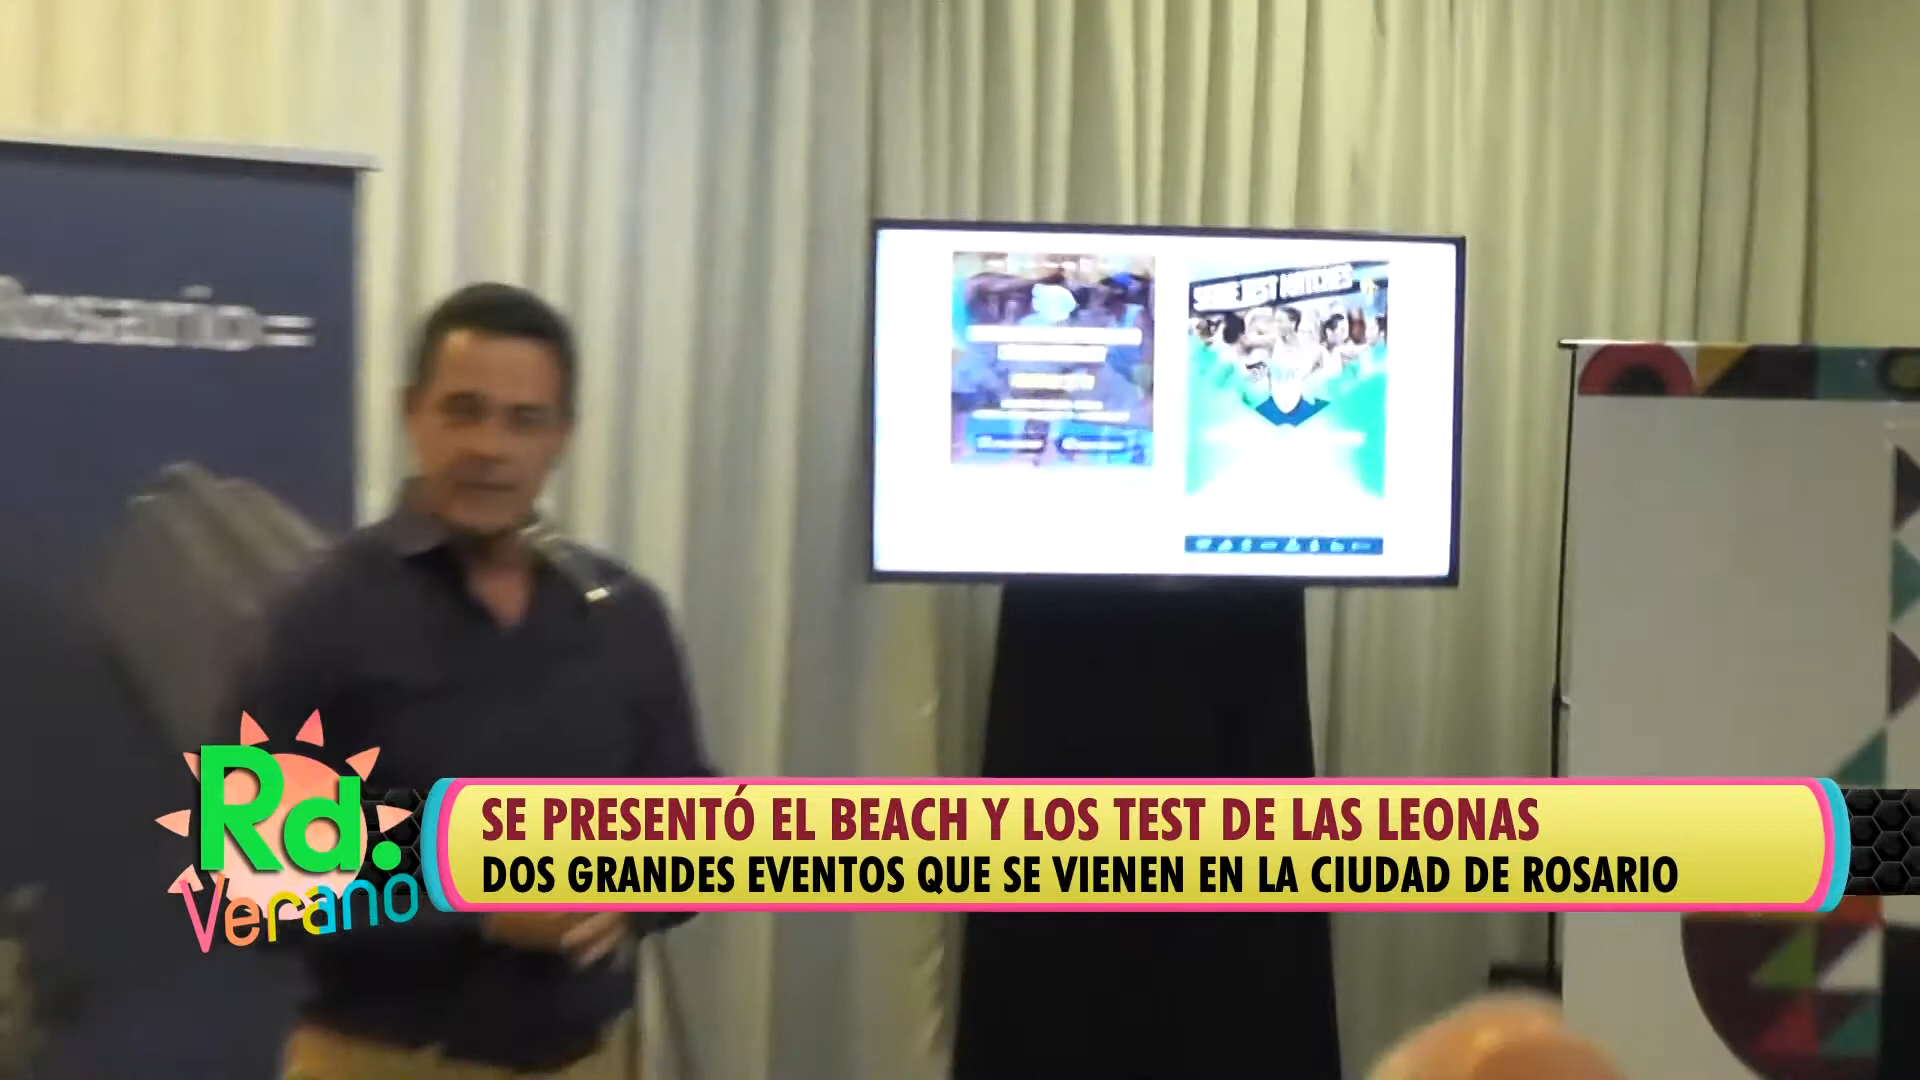 Rosario=
SERIE TEST MATCHES
Rd.
Verano
SE PRESENTÓ EL BEACH Y LOS TEST DE LAS LEONAS
DOS GRANDES EVENTOS QUE SE VIENEN EN LA CIUDAD DE ROSARIO